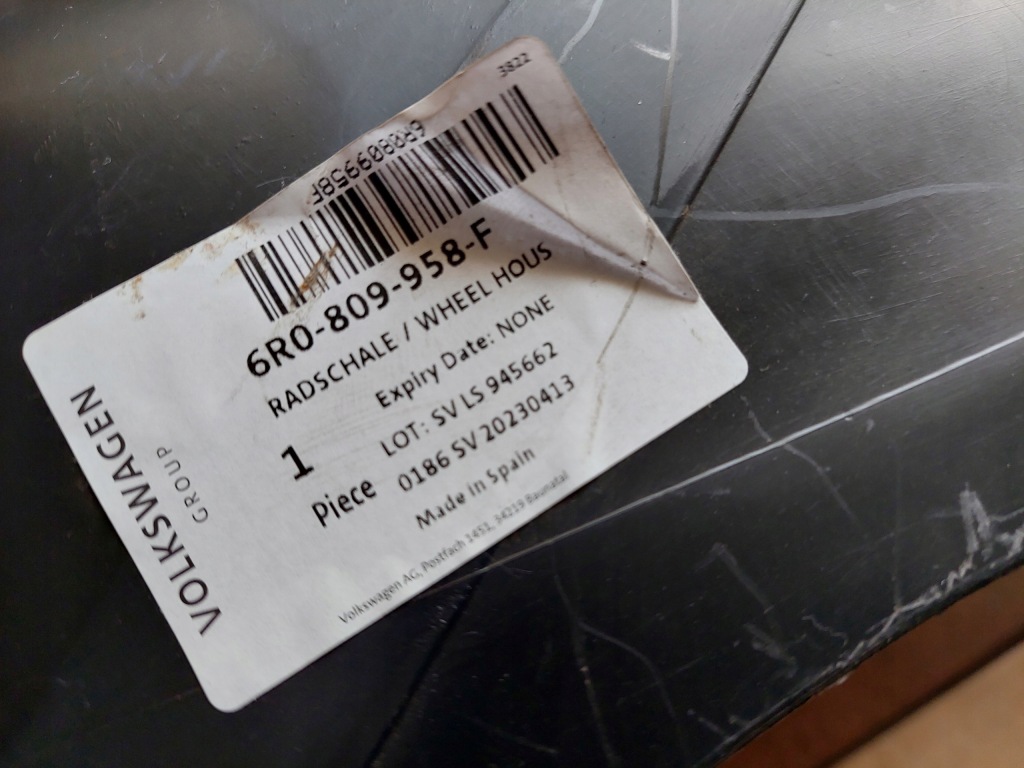 3822
6R0809958F
6R0-809-958-F
RADSCHALE / WHEEL HOUS
Expiry Date: NONE
1
Piece
LOT: SV LS 945662
0186 SV 20230413
Made in Spain
Volkswagen AG, Postfach 1451, 34219 Baunatal
VOLKSWAGEN
GROUP